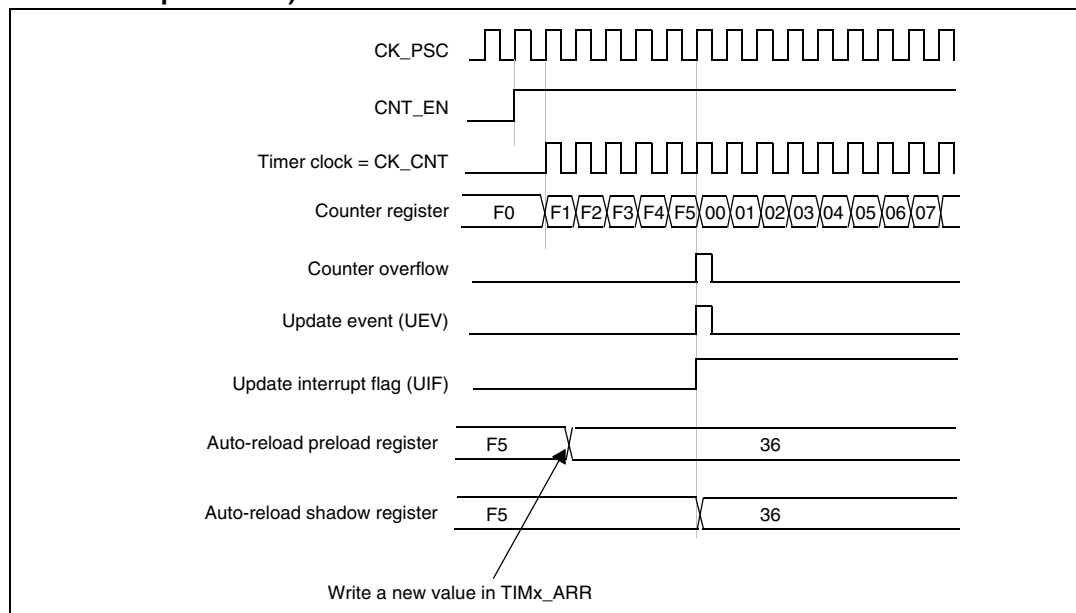 CK_PSC
CNT_EN
Timer clock = CK_CNT
Counter register F0 F1 F2 F3 F4 F5 00 01 02 03 04 05 06 07
Counter overflow
Update event (UEV)
Update interrupt flag (UIF)
Auto-reload preload register F5 36
Auto-reload shadow register F5 36
Write a new value in TIMx_ARR